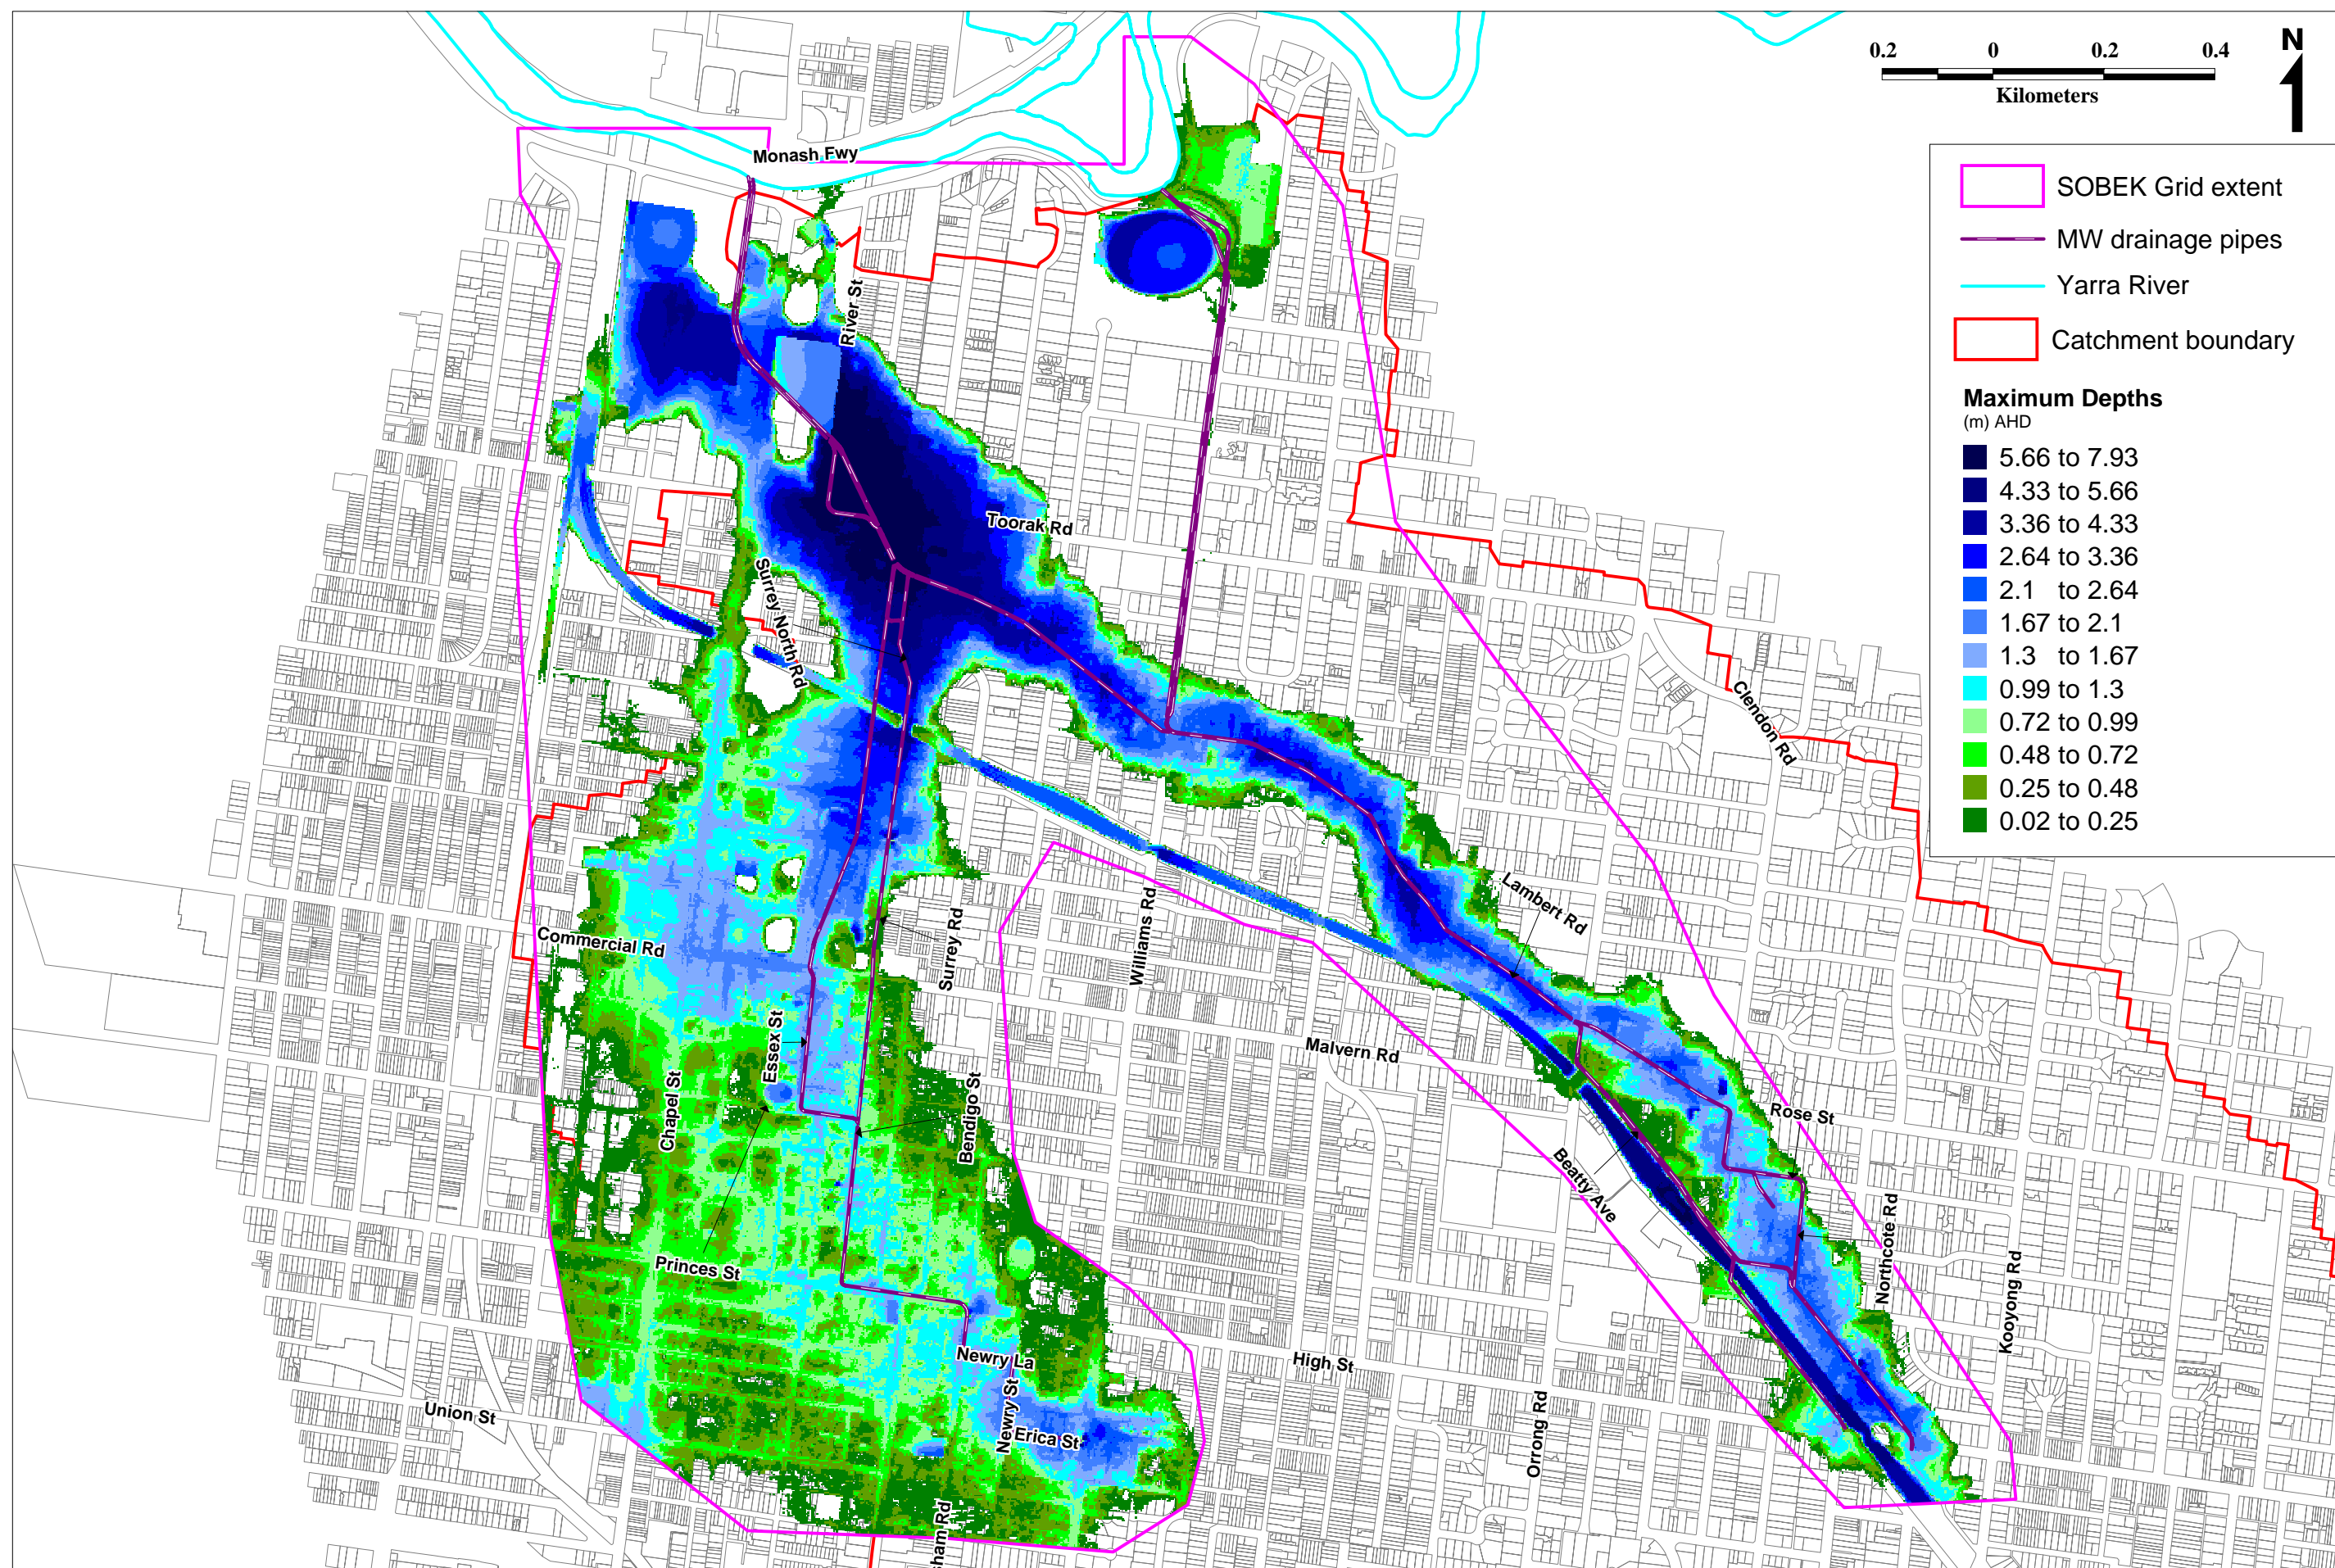 0.2 0 0.2 0.4
Kilometers
N
SOBEK Grid extent
MW drainage pipes
Yarra River
Catchment boundary
Maximum Depths
(m) AHD
5.66 to 7.93
4.33 to 5.66
3.36 to 4.33
2.64 to 3.36
2.1 to 2.64
1.67 to 2.1
1.3 to 1.67
0.99 to 1.3
0.72 to 0.99
0.48 to 0.72
0.25 to 0.48
0.02 to 0.25
Monash Fwy
River St
Toorak Rd
Surrey North Rd
Clendon Rd
Lambert Rd
Williams Rd
Surrey Rd
Commercial Rd
Essex St
Malvern Rd
Chapel St
Bendigo St
Rose St
Beatty Ave
Northcote Rd
Kooyong Rd
Princes St
Newry La
High St
Newry St
Union St
Erica St
Orrong Rd
ham Rd